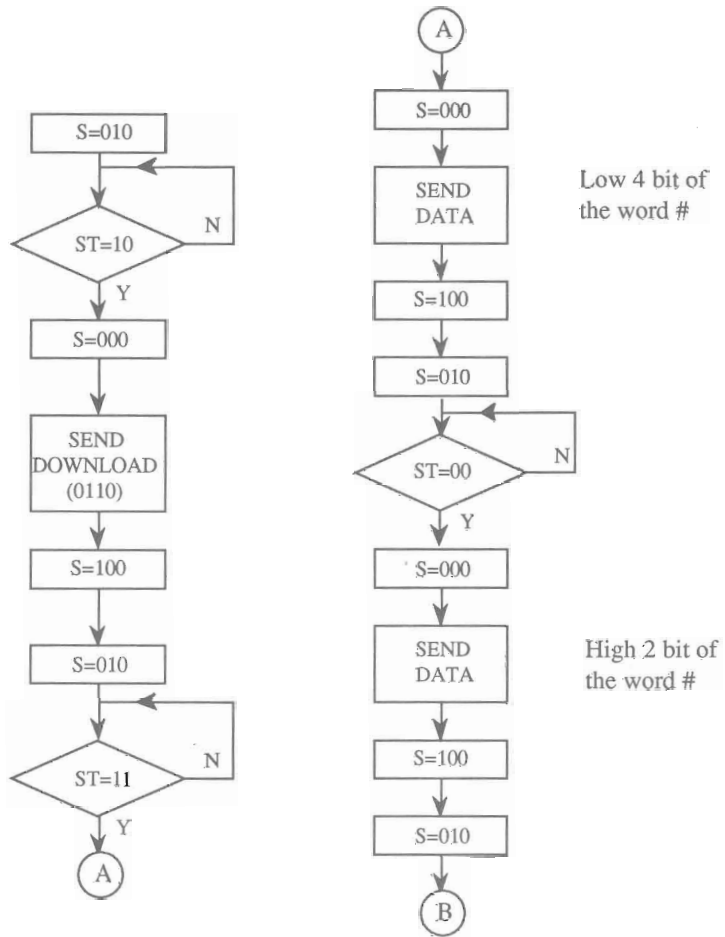 S=010
ST=10
N
Y
S=000
SEND
DOWNLOAD
(0110)
S=100
S=010
ST=11
N
Y
A
A
S=000
SEND
DATA
Low 4 bit of
the word #
S=100
S=010
ST=00
N
Y
S=000
SEND
DATA
High 2 bit of
the word #
S=100
S=010
B